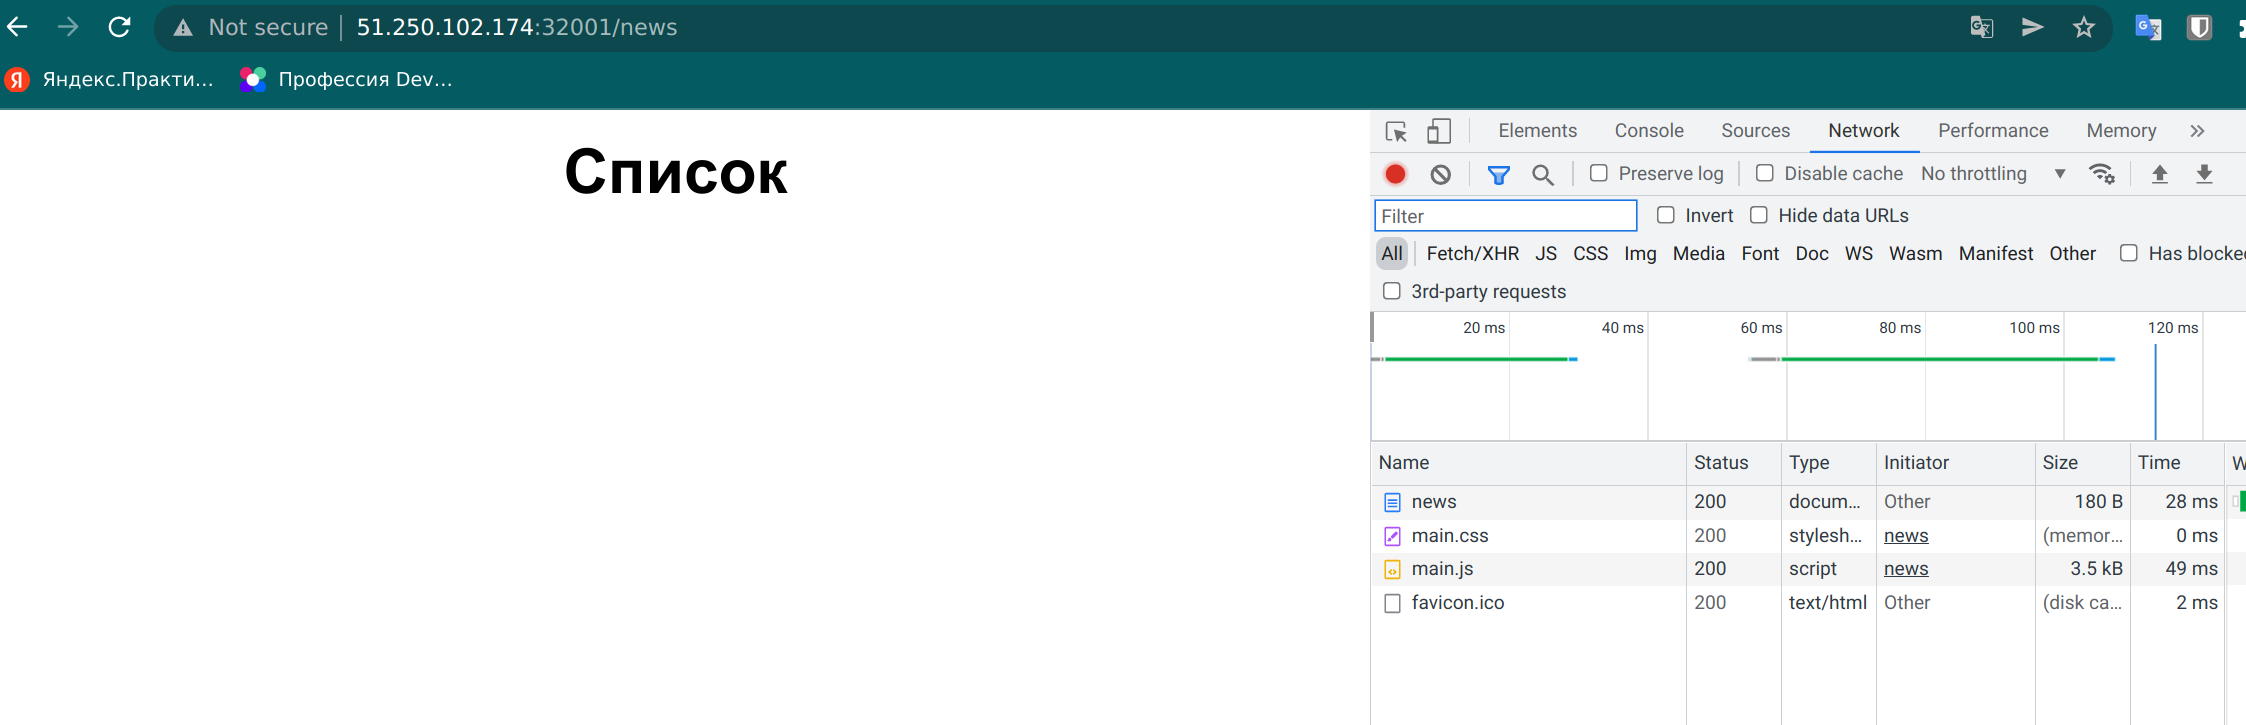 Not secure 51.250.102.174:32001/news
Яндекс.Практи... Профессия Dev...
Список
Elements Console Sources Network Performance Memory
Preserve log Disable cache No throttling
Filter Invert Hide data URLs
All Fetch/XHR JS CSS Img Media Font Doc WS Wasm Manifest Other Has blocke
3rd-party requests
20 ms 40 ms 60 ms 80 ms 100 ms 120 ms
Name Status Type Initiator Size Time W
news 200 docum... Other 180 B 28 ms
main.css 200 stylesh... news (memor... 0 ms
main.js 200 script news 3.5 kB 49 ms
favicon.ico 200 text/html Other (disk ca... 2 ms